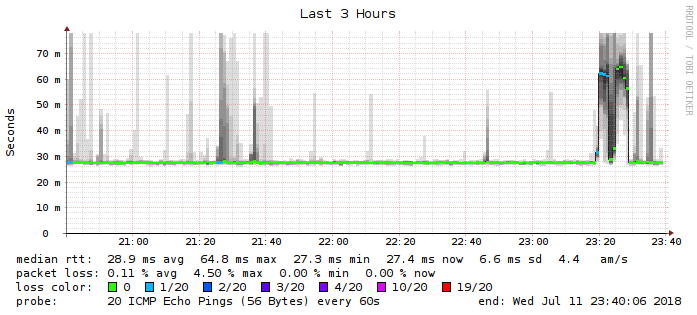 Last 3 Hours
RRDTOOL / TOBI OETIKER
Seconds
70 m
60 m
50 m
40 m
30 m
20 m
10 m
0
21:00 21:20 21:40 22:00 22:20 22:40 23:00 23:20 23:40
median rtt: 28.9 ms avg 64.8 ms max 27.3 ms min 27.4 ms now 6.6 ms sd 4.4 am/s
packet loss: 0.11 % avg 4.50 % max 0.00 % min 0.00 % now
loss color: 0 1/20 2/20 3/20 4/20 10/20 19/20
probe: 20 ICMP Echo Pings (56 Bytes) every 60s end: Wed Jul 11 23:40:06 2018